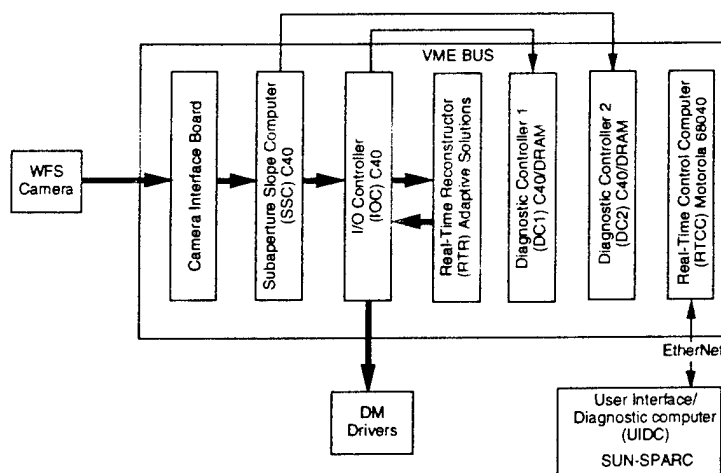 VME BUS
WFS
Camera
Camera Interface Board
Subaperture Slope Computer
(SSC) C40
I/O Controller
(IOC) C40
Real-Time Reconstructor
(RTR) Adaptive Solutions
Diagnostic Controller 1
(DC1) C40/DRAM
Diagnostic Controller 2
(DC2) C40/DRAM
Real-Time Control Computer
(RTCC) Motorola 68040
EtherNet
DM
Drivers
User Interface/
Diagnostic computer
(UIDC)
SUN-SPARC